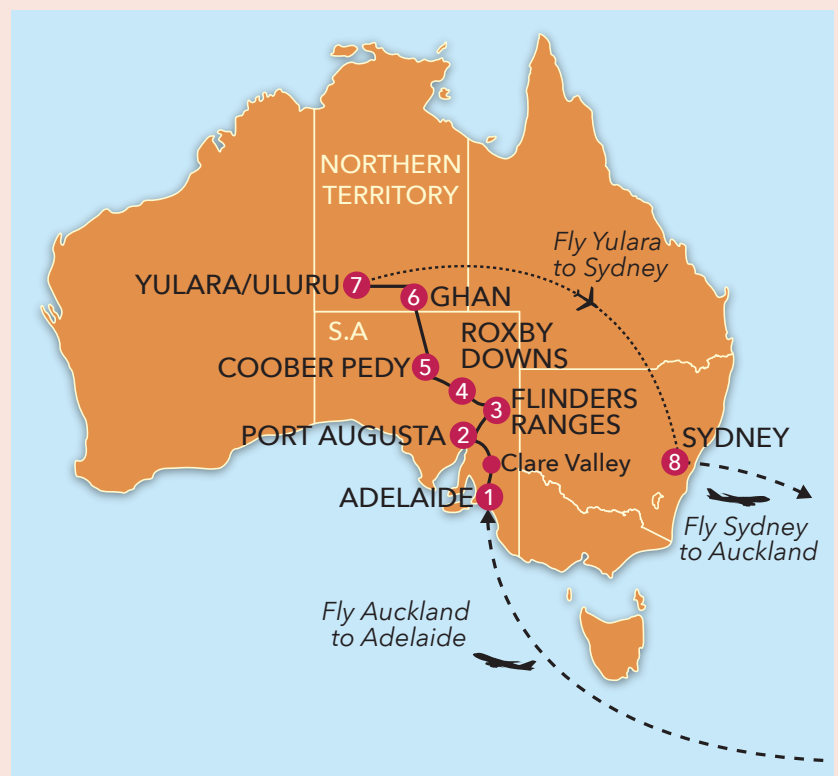 NORTHERN
TERRITORY
Fly Yulara
to Sydney
YULARA/ULURU
7
6
GHAN
S.A
ROXBY
DOWNS
COOBER PEDY
5
4
3
FLINDERS
RANGES
PORT AUGUSTA
2
SYDNEY
8
Clare Valley
ADELAIDE
1
Fly Sydney
to Auckland
Fly Auckland
to Adelaide